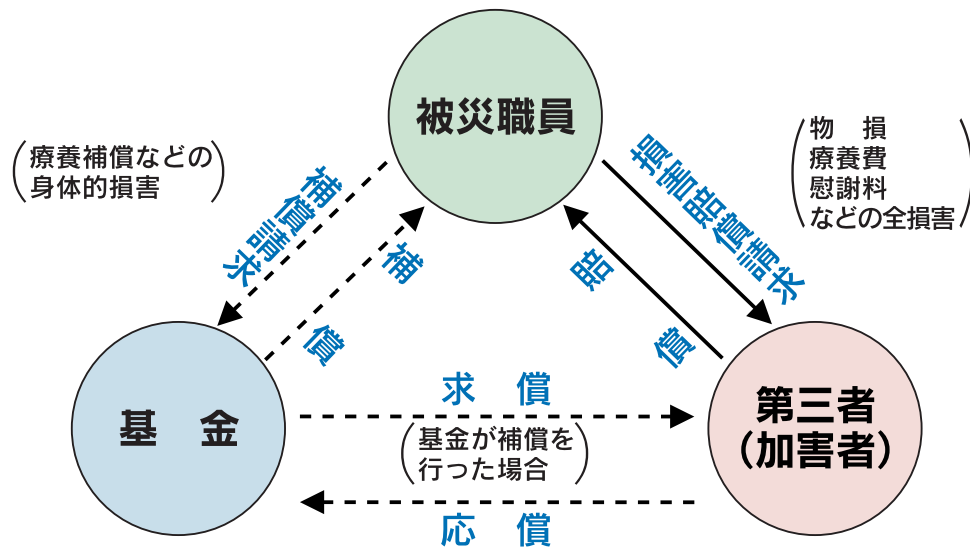 被災職員
(療養補償などの
身体的損害)
(物　損
療養費
慰謝料
などの全損害)
補償請求
補　償
賠　償
損害賠償請求
基　金
求　償
(基金が補償を
行った場合)
応　償
第三者
（加害者）